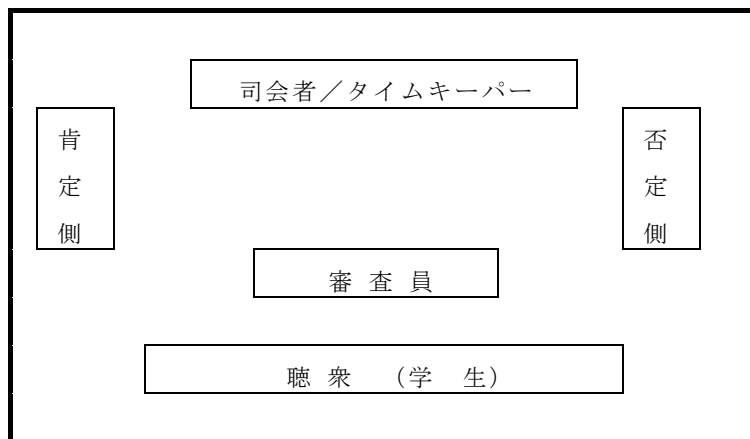 司会者／タイムキーパー
肯定側
否定側
審査員
聴衆 （学 生）